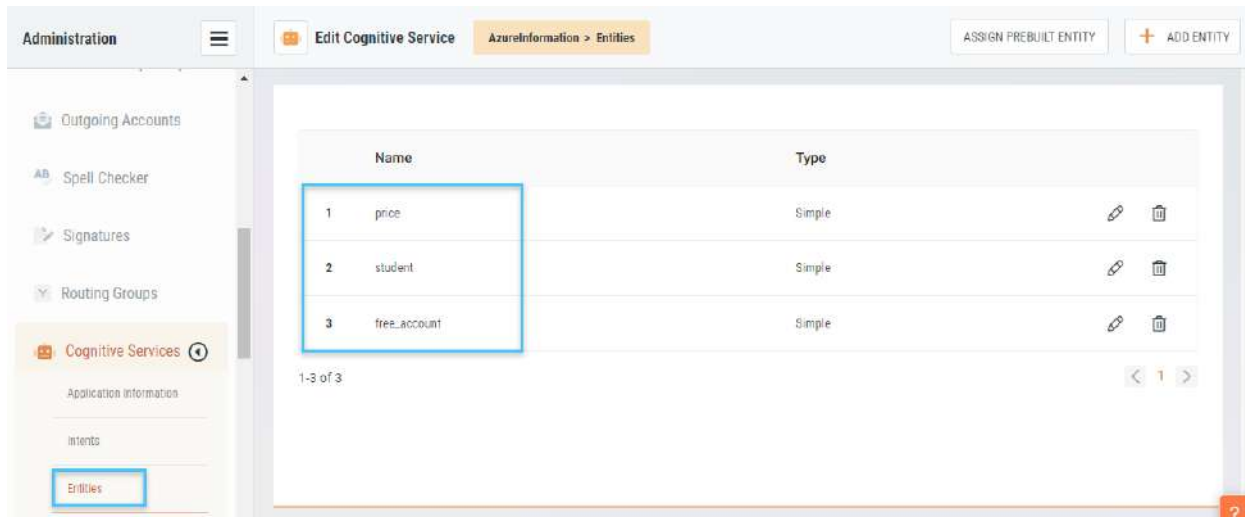 Administration
Edit Cognitive Service
AzureInformation > Entities
ASSIGN PREBUILT ENTITY
+ ADD ENTITY
Outgoing Accounts
AB Spell Checker
Signatures
Routing Groups
Cognitive Services
Application Information
Intents
Entities
Name Type
1 price Simple
2 student Simple
3 free_account Simple
1-3 of 3
< 1 >
?